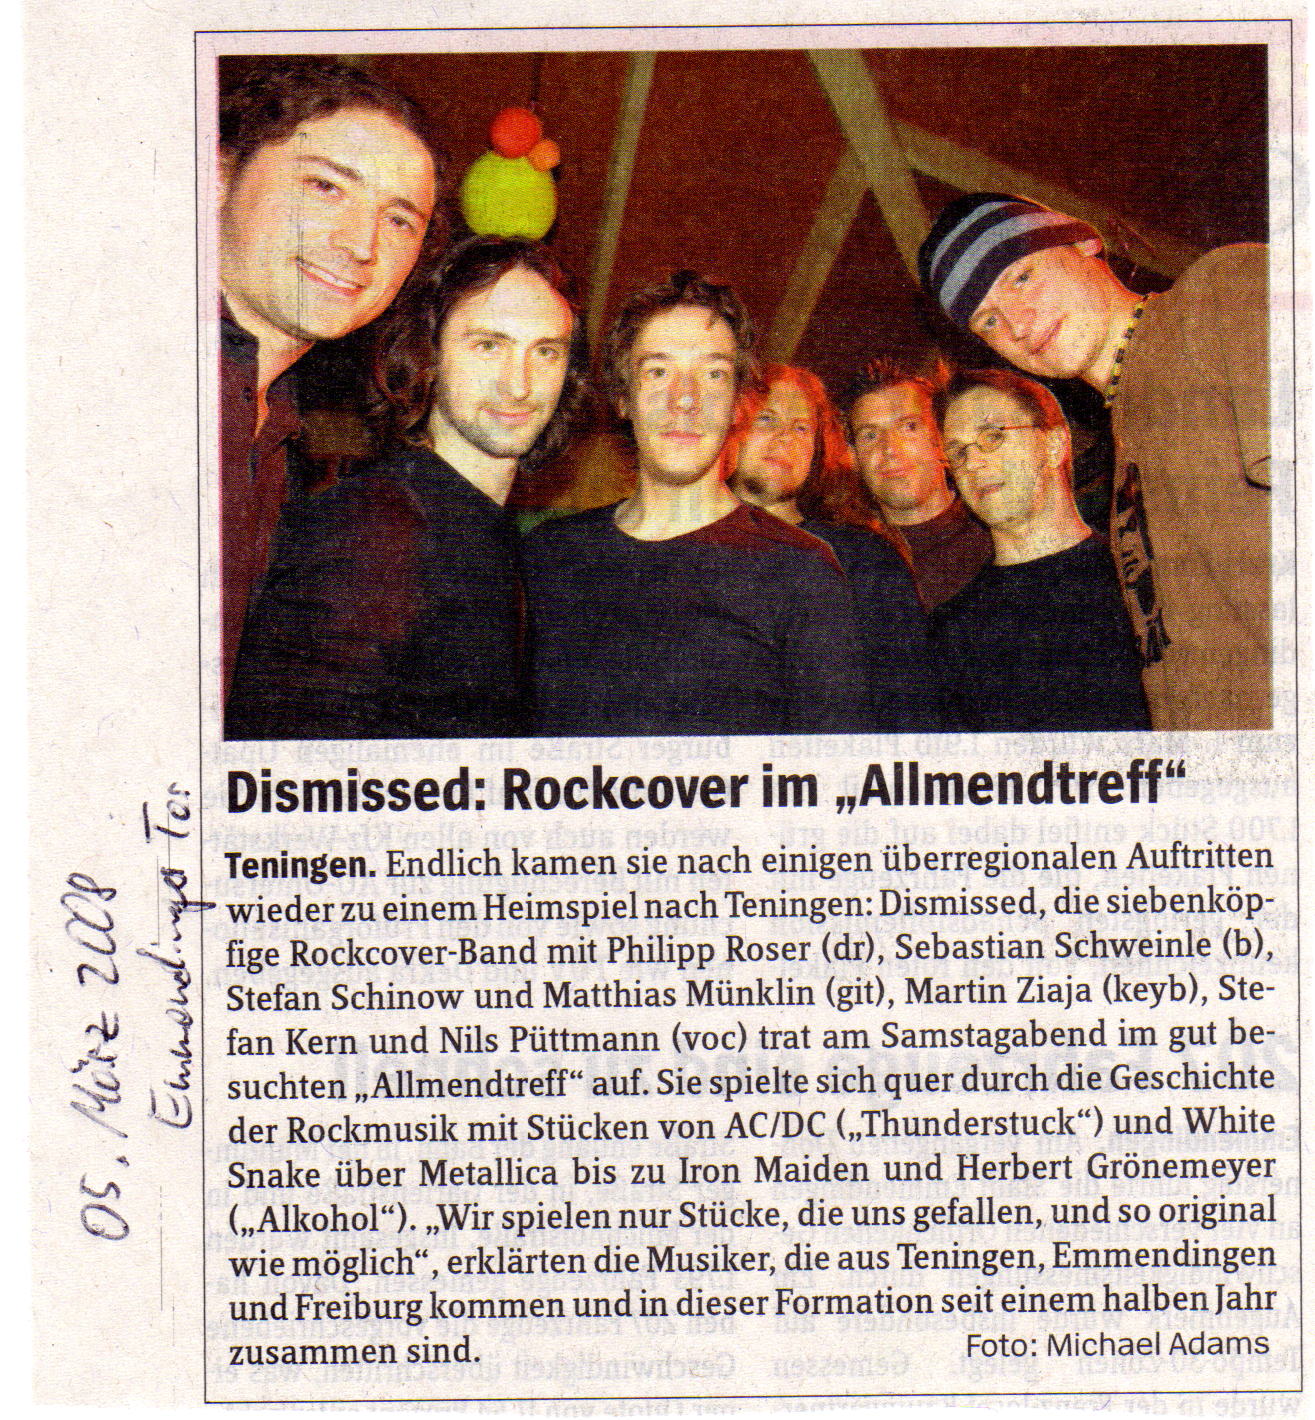 Dismissed: Rockcover im „Allmendtreff“
Teningen. Endlich kamen sie nach einigen überregionalen Auftritten
wieder zu einem Heimspiel nach Teningen: Dismissed, die siebenköp-
fige Rockcover-Band mit Philipp Roser (dr), Sebastian Schweinle (b),
Stefan Schinow und Matthias Münklin (git), Martin Ziaja (keyb), Ste-
fan Kern und Nils Püttmann (voc) trat am Samstagabend im gut be-
suchten „Allmendtreff“ auf. Sie spielte sich quer durch die Geschichte
der Rockmusik mit Stücken von AC/DC („Thunderstuck“) und White
Snake über Metallica bis zu Iron Maiden und Herbert Grönemeyer
(„Alkohol“). „Wir spielen nur Stücke, die uns gefallen, und so original
wie möglich“, erklärten die Musiker, die aus Teningen, Emmendingen
und Freiburg kommen und in dieser Formation seit einem halben Jahr
zusammen sind. Foto: Michael Adams
05. März 2008
Emmendinger Tor